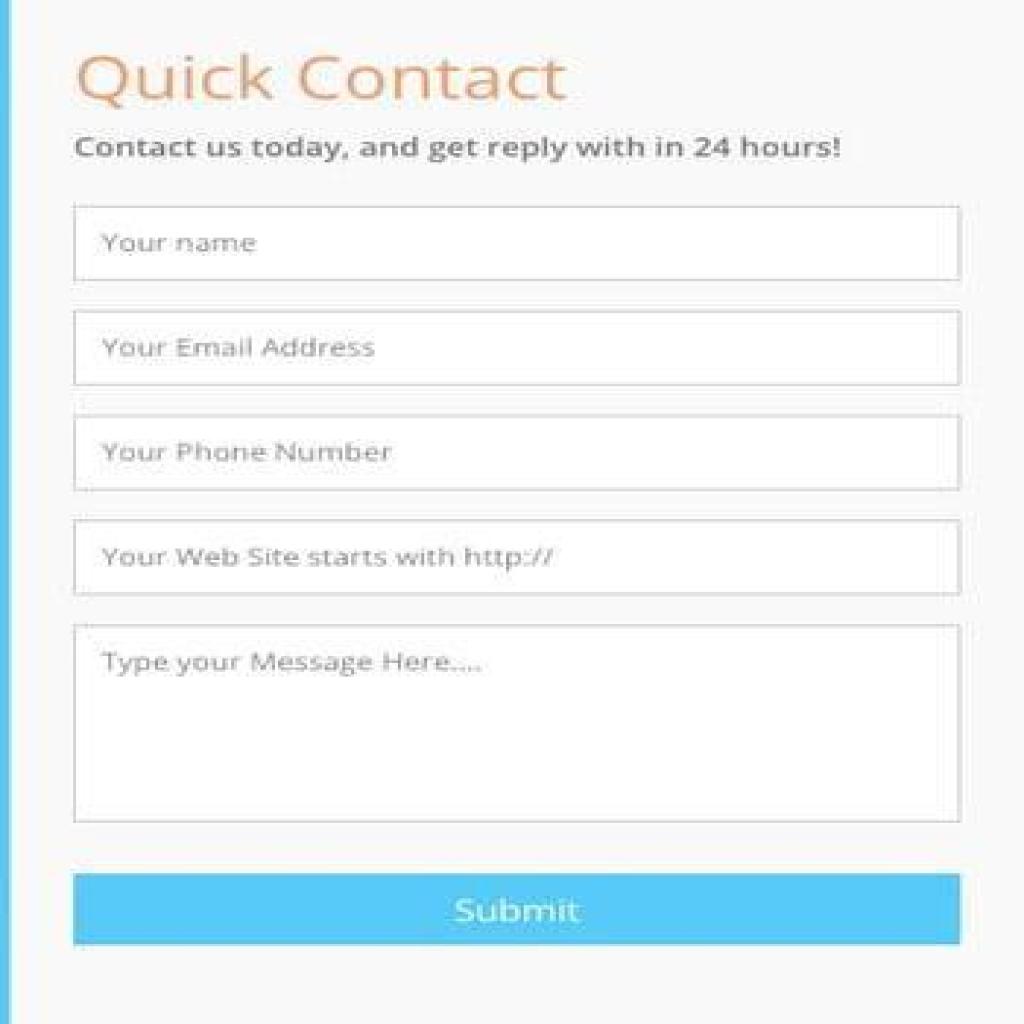 Quick Contact
Contact us today, and get reply with in 24 hours!
Your name
Your Email Address
Your Phone Number
Your Web Site starts with http://
Type your Message Here....
Submit